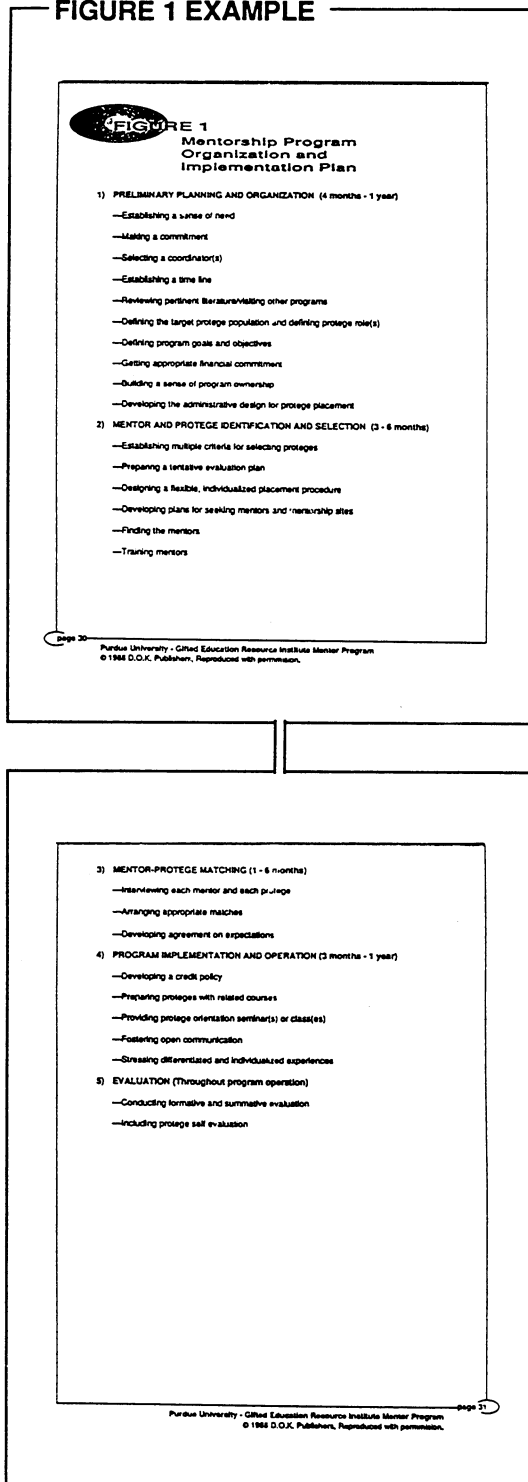 FIGURE 1 EXAMPLE
FIGURE 1
Mentorship Program
Organization and
Implementation Plan
1) PRELIMINARY PLANNING AND ORGANIZATION (4 months - 1 year)
—Establishing a sense of need
—Making a commitment
—Selecting a coordinator(s)
—Establishing a time line
—Reviewing pertinent literature/visiting other programs
—Defining the target protege population and defining protege role(s)
—Defining program goals and objectives
—Getting appropriate financial commitment
—Building a sense of program ownership
—Developing the administrative design for protege placement
2) MENTOR AND PROTEGE IDENTIFICATION AND SELECTION (3 - 6 months)
—Establishing multiple criteria for selecting proteges
—Preparing a tentative evaluation plan
—Designing a flexible, individualized placement procedure
—Developing plans for seeking mentors and mentorship sites
—Finding the mentors
—Training mentors
page 30
Purdue University - Gifted Education Resource Institute Mentor Program
© 1986 D.O.K. Publishers, Reproduced with permission.
3) MENTOR-PROTEGE MATCHING (1 - 6 months)
—Interviewing each mentor and each protege
—Arranging appropriate matches
—Developing agreement on expectations
4) PROGRAM IMPLEMENTATION AND OPERATION (3 months - 1 year)
—Developing a credit policy
—Preparing proteges with related courses
—Providing protege orientation seminar(s) or class(es)
—Fostering open communication
—Stressing differentiated and individualized experiences
5) EVALUATION (Throughout program operation)
—Conducting formative and summative evaluation
—Including protege self evaluation
page 31
Purdue University - Gifted Education Resource Institute Mentor Program
© 1986 D.O.K. Publishers, Reproduced with permission.